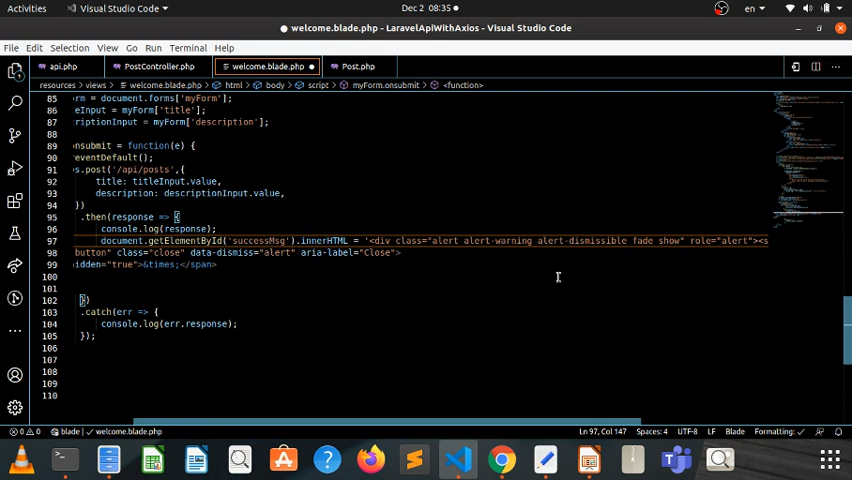 Activities Visual Studio Code Dec 2 08:35 en
welcome.blade.php - LaravelApiWithAxios - Visual Studio Code
File Edit Selection View Go Run Terminal Help
api.php PostController.php welcome.blade.php Post.php
resources > views > welcome.blade.php > html > body > script > myForm.onsubmit > <function>
85 orm = document.forms['myForm'];
86 leInput = myForm['title'];
87 criptionInput = myForm['description'];
88
89 onsubmit = function(e) {
90 reventDefault();
91 os.post('/api/posts',{
92 title: titleInput.value,
93 description: descriptionInput.value,
94 })
95 .then(response => {
96 console.log(response);
97 document.getElementById('successMsg').innerHTML = '<div class="alert alert-warning alert-dismissible fade show" role="alert"><s
98 button" class="close" data-dismiss="alert" aria-label="Close">
99 hidden="true">&times;</span>
100
101
102 })
103 .catch(err => {
104 console.log(err.response);
105 });
106
107
108
109
110
0 0 blade welcome.blade.php Ln 97, Col 147 Spaces: 4 UTF-8 LF Blade Formatting: ✓